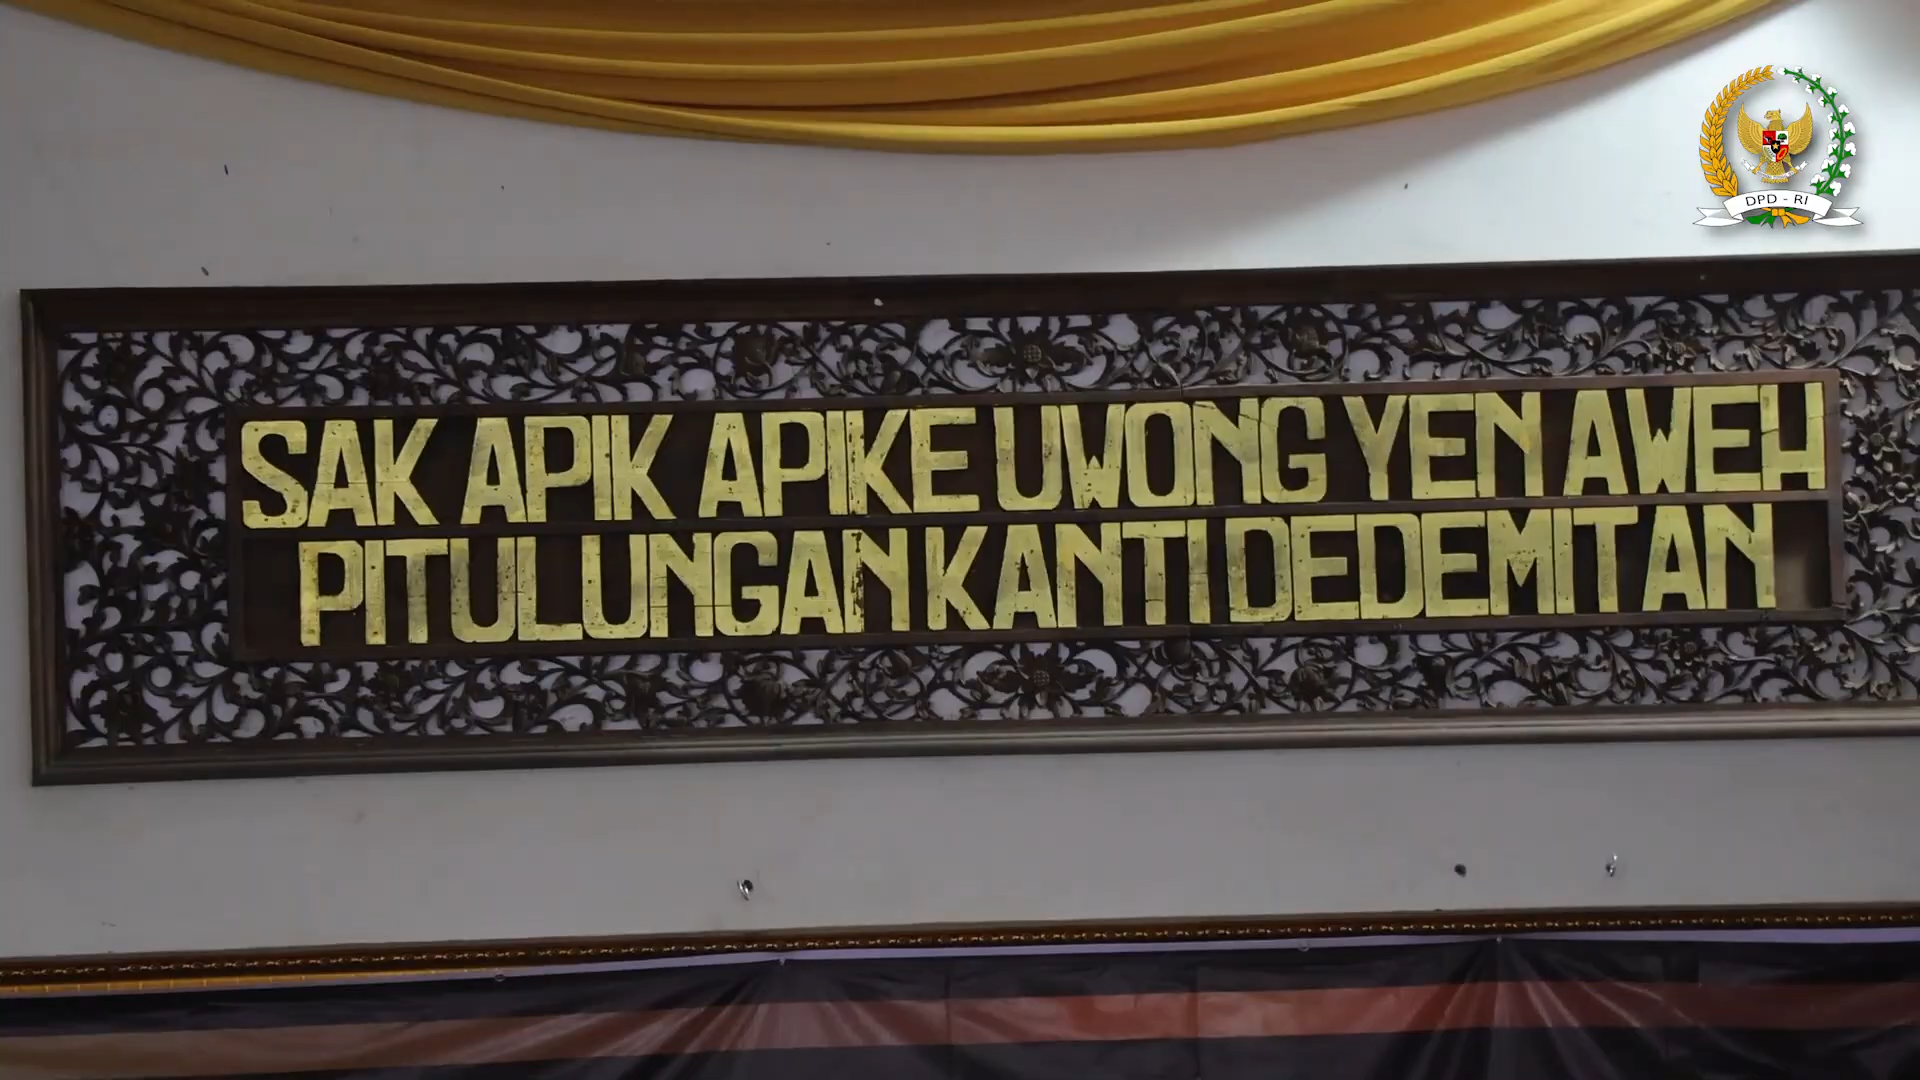 DPD - RI
SAK APIK APIKE UWONG YEN AWEH
PITULUNGAN KANTI DEDEMITAN